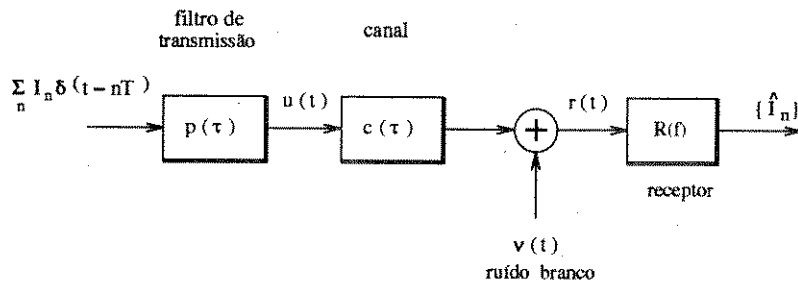 filtro de
transmissão
canal
Σ I_n δ (t − nT)
n
u (t)
r (t)
{Î_n}
p (τ)
c (τ)
+
R(f)
receptor
ν (t)
ruído branco